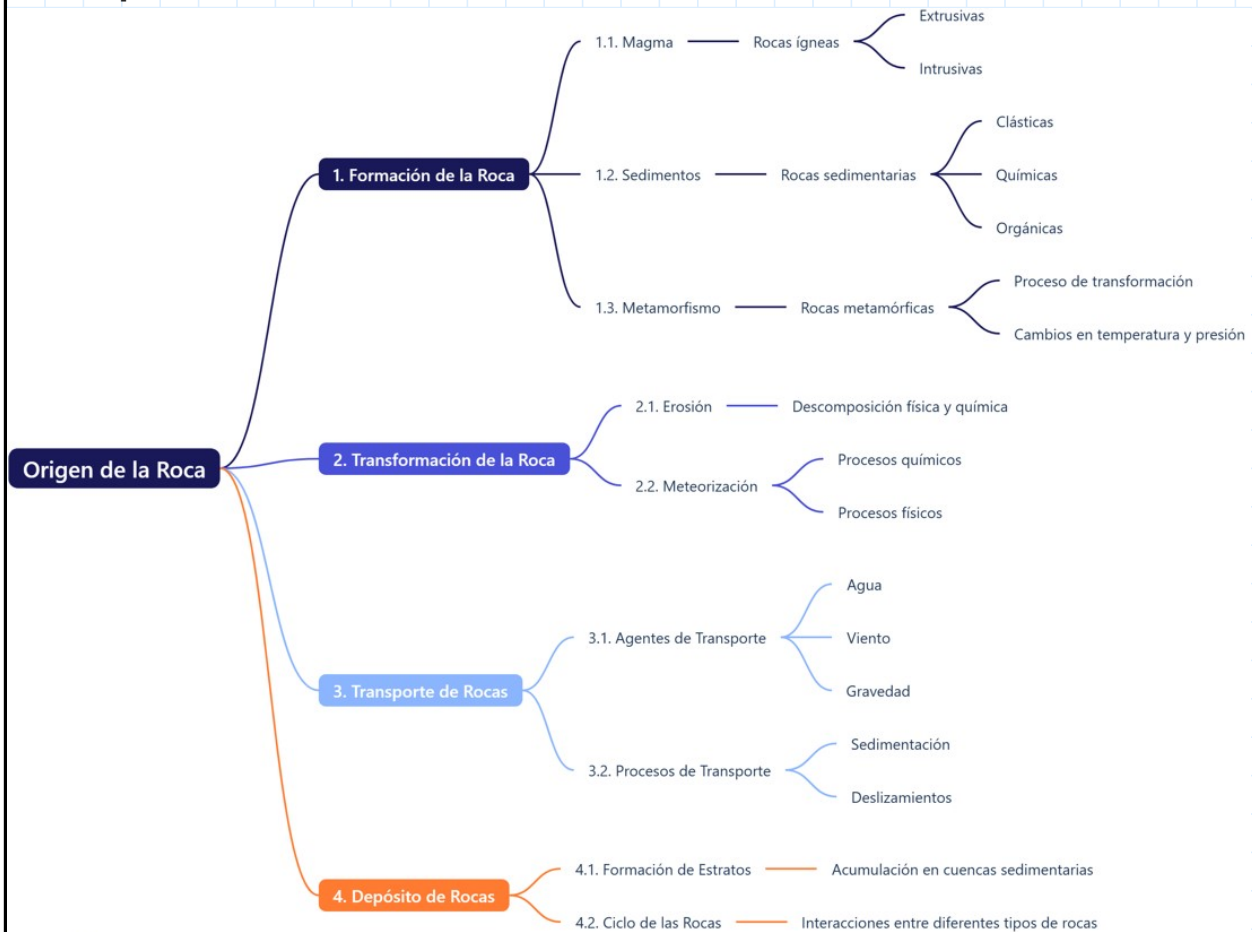 Origen de la Roca
1. Formación de la Roca
1.1. Magma
Rocas ígneas
Extrusivas
Intrusivas
1.2. Sedimentos
Rocas sedimentarias
Clásticas
Químicas
Orgánicas
1.3. Metamorfismo
Rocas metamórficas
Proceso de transformación
Cambios en temperatura y presión
2. Transformación de la Roca
2.1. Erosión
Descomposición física y química
2.2. Meteorización
Procesos químicos
Procesos físicos
3. Transporte de Rocas
3.1. Agentes de Transporte
Agua
Viento
Gravedad
3.2. Procesos de Transporte
Sedimentación
Deslizamientos
4. Depósito de Rocas
4.1. Formación de Estratos
Acumulación en cuencas sedimentarias
4.2. Ciclo de las Rocas
Interacciones entre diferentes tipos de rocas